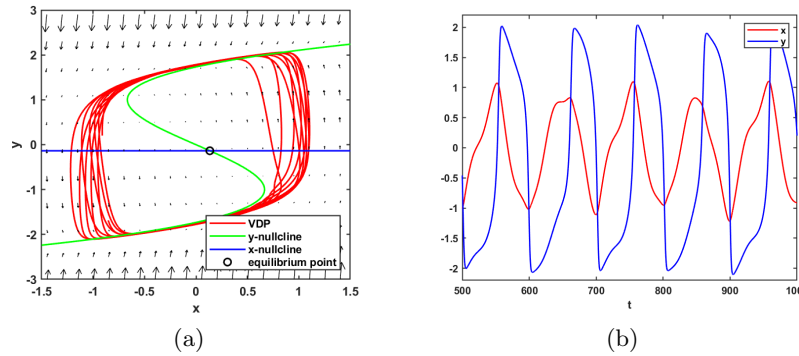 3
2
1
0
-1
-2
-3
y
-1.5 -1 -0.5 0 0.5 1 1.5
x
VDP
y-nullcline
x-nullcline
equilibrium point
(a)
2
1.5
1
0.5
0
-0.5
-1
-1.5
-2
500 600 700 800 900 1000
t
x
y
(b)